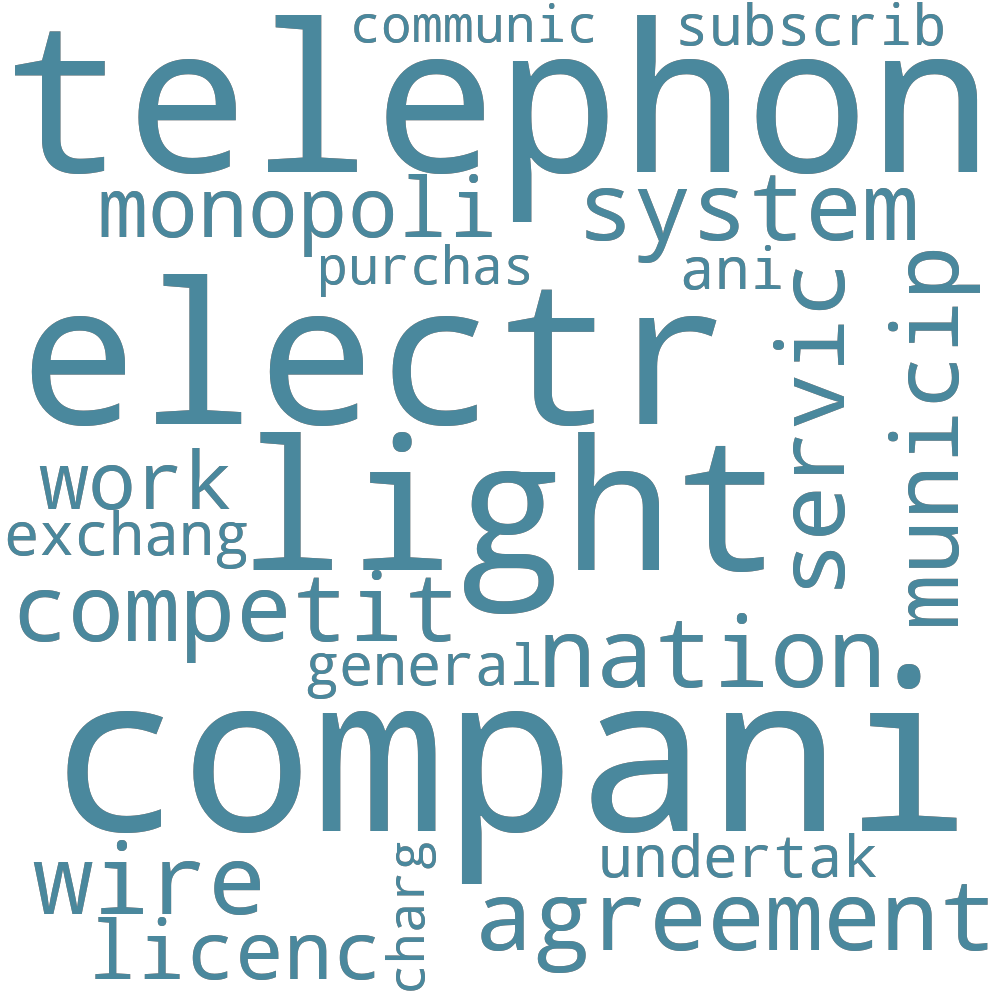 communic subscrib
telephon
monopoli system
purchas ani
servic
municip
electr
light
work
exchang
competit
nation
general
compani
wire
charg
undertak
agreement
licenc